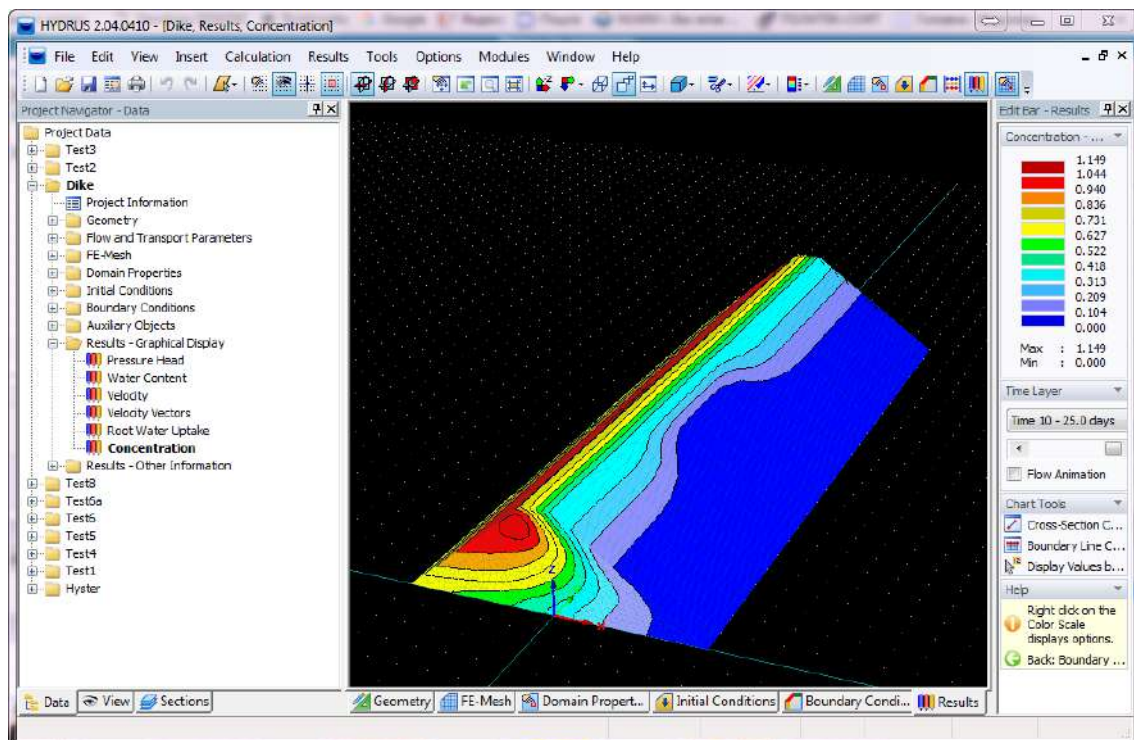 HYDRUS 2.04.0410 - [Dike, Results, Concentration]
File Edit View Insert Calculation Results Tools Options Modules Window Help
Project Navigator - Data
Project Data
Test3
Test2
Dike
Project Information
Geometry
Flow and Transport Parameters
FE-Mesh
Domain Properties
Initial Conditions
Boundary Conditions
Auxiliary Objects
Results - Graphical Display
Pressure Head
Water Content
Velocity
Velocity Vectors
Root Water Uptake
Concentration
Results - Other Information
Test8
Test6a
Test6
Test5
Test4
Test1
Hyster
Data View Sections
Z
X
Geometry FE-Mesh Domain Propert... Initial Conditions Boundary Condi... Results
Edit Bar - Results
Concentration - ...
1.149
1.044
0.940
0.836
0.731
0.627
0.522
0.418
0.313
0.209
0.104
0.000
Max : 1.149
Min : 0.000
Time Layer
Time 10 - 25.0 days
Flow Animation
Chart Tools
Cross-Section C...
Boundary Line C...
Display Values b...
Help
Right click on the
Color Scale
displays options.
Back: Boundary ...